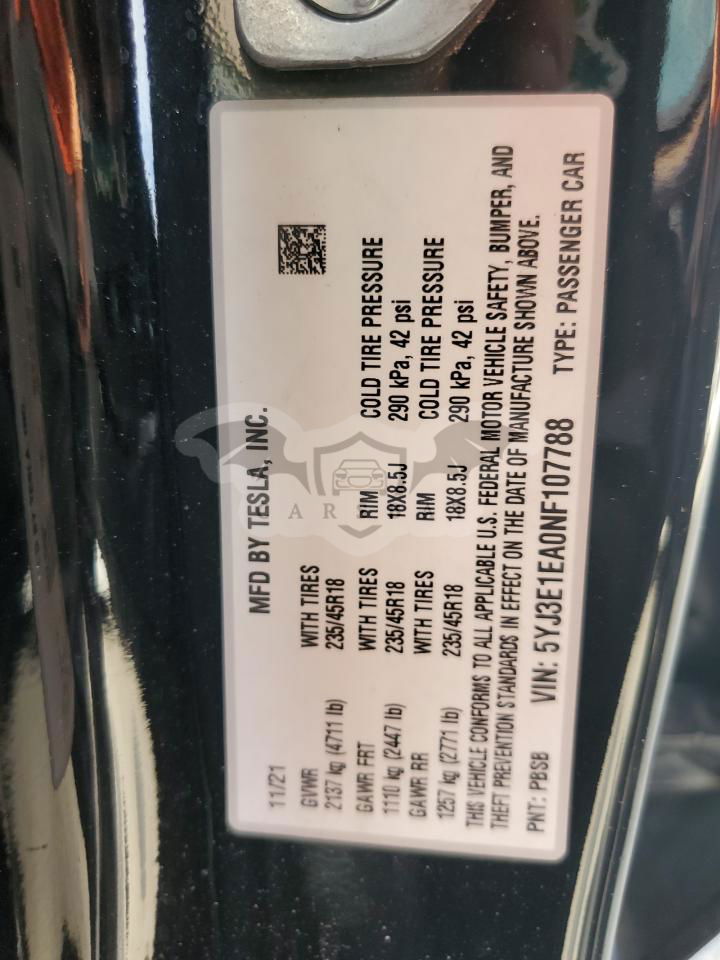 MFD BY TESLA, INC.
11/21
GVWR WITH TIRES RIM COLD TIRE PRESSURE
2137 kg (4711 lb) 235/45R18
GAWR FRT WITH TIRES RIM COLD TIRE PRESSURE
1110 kg (2447 lb) 235/45R18 18X8.5J 290 kPa, 42 psi
GAWR RR WITH TIRES RIM COLD TIRE PRESSURE
1257 kg (2771 lb) 235/45R18 18X8.5J 290 kPa, 42 psi
THIS VEHICLE CONFORMS TO ALL APPLICABLE U.S. FEDERAL MOTOR VEHICLE SAFETY, BUMPER, AND
THEFT PREVENTION STANDARDS IN EFFECT ON THE DATE OF MANUFACTURE SHOWN ABOVE.
PNT: PBSB VIN: 5YJ3E1EA0NF107788 TYPE: PASSENGER CAR